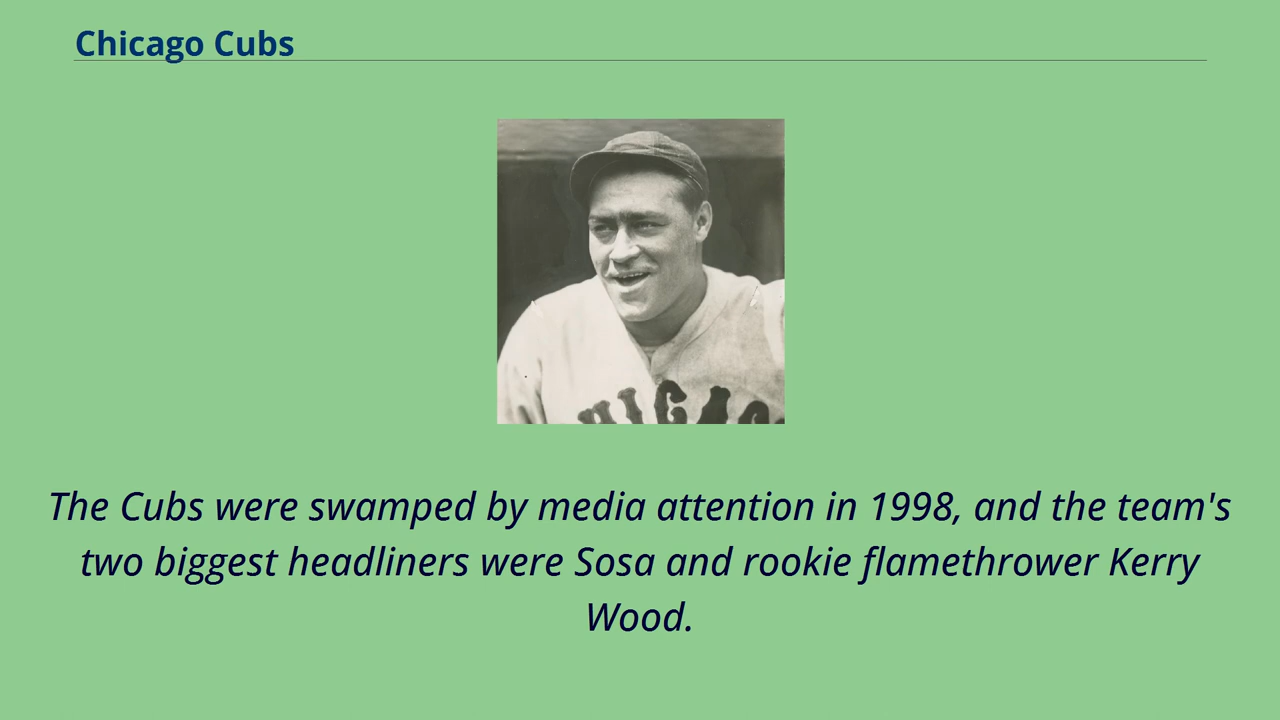 Chicago Cubs
HICAGO
The Cubs were swamped by media attention in 1998, and the team's
two biggest headliners were Sosa and rookie flamethrower Kerry
Wood.